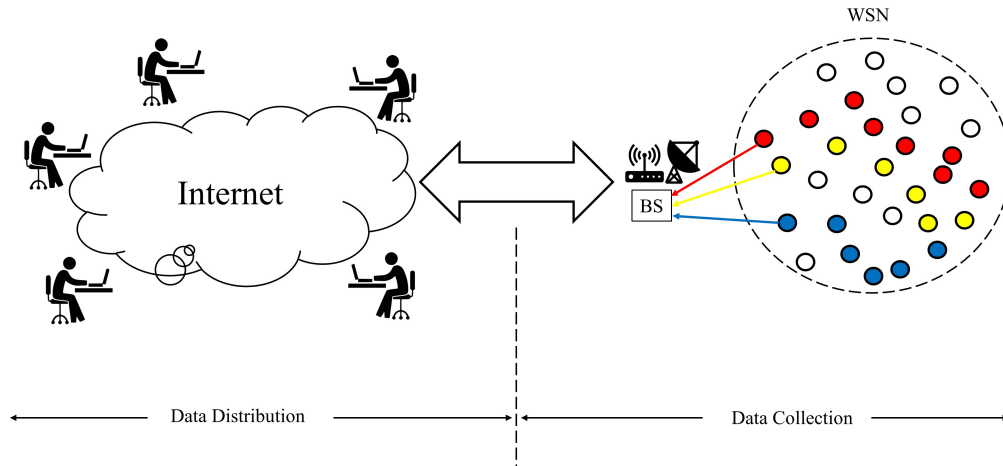 WSN
Internet
BS
Data Distribution
Data Collection